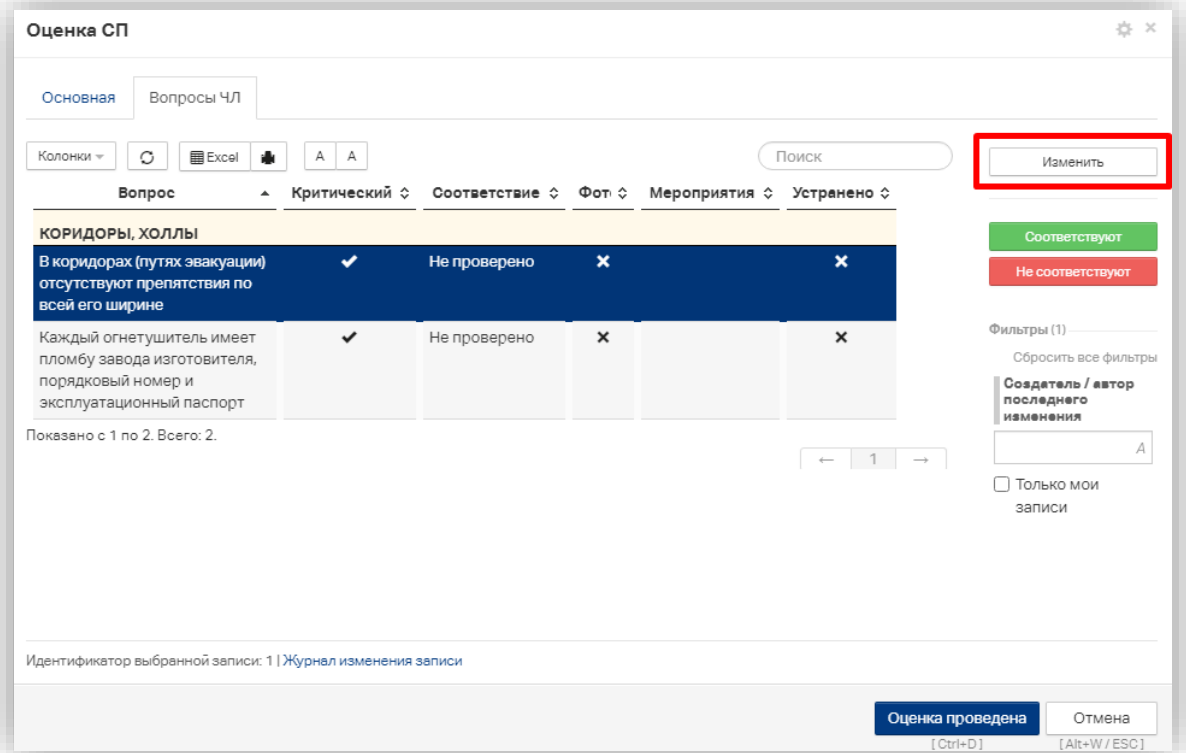 Оценка СП
Основная
Вопросы ЧЛ
Колонки
Excel
A A
Поиск
Изменить
Вопрос Критический Соответствие Фот Мероприятия Устранено
КОРИДОРЫ, ХОЛЛЫ
В коридорах (путях эвакуации) Не проверено
отсутствуют препятствия по
всей его ширине
Каждый огнетушитель имеет Не проверено
пломбу завода изготовителя,
порядковый номер и
эксплуатационный паспорт
Показано с 1 по 2. Всего: 2.
← 1 →
Соответствуют
Не соответствуют
Фильтры (1)
Сбросить все фильтры
Создатель / автор
последнего
изменения
A
Только мои
записи
Идентификатор выбранной записи: 1 | Журнал изменения записи
Оценка проведена
Отмена
[ Ctrl+D ]
[ Alt+W / ESC ]